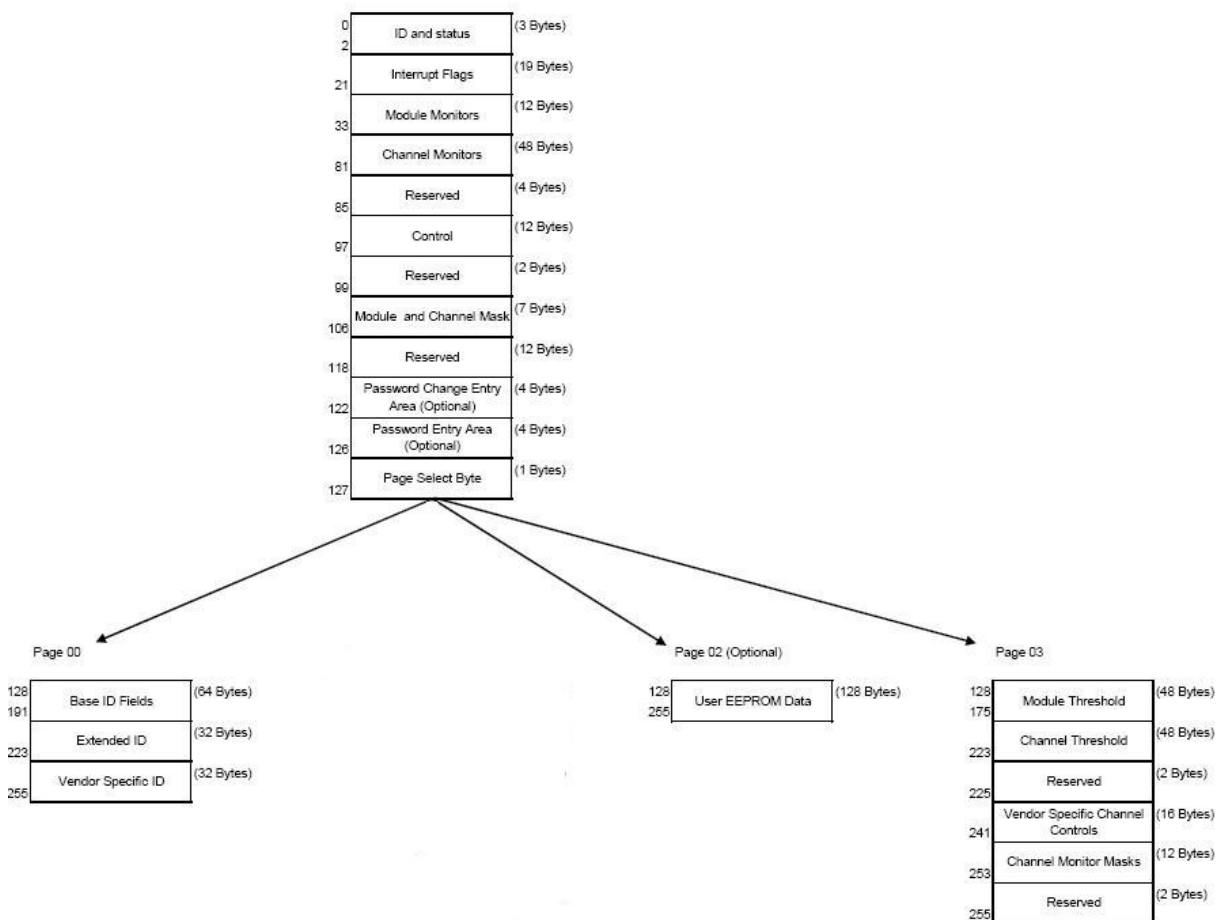 0
ID and status (3 Bytes)
2
Interrupt Flags (19 Bytes)
21
Module Monitors (12 Bytes)
33
Channel Monitors (48 Bytes)
81
Reserved (4 Bytes)
85
Control (12 Bytes)
97
Reserved (2 Bytes)
99
Module and Channel Mask (7 Bytes)
106
Reserved (12 Bytes)
118
Password Change Entry (4 Bytes)
Area (Optional)
122
Password Entry Area (4 Bytes)
(Optional)
126
Page Select Byte (1 Bytes)
127
Page 00
128
Base ID Fields (64 Bytes)
191
Extended ID (32 Bytes)
223
Vendor Specific ID (32 Bytes)
255
Page 02 (Optional)
128
User EEPROM Data (128 Bytes)
255
Page 03
128
Module Threshold (48 Bytes)
175
Channel Threshold (48 Bytes)
223
Reserved (2 Bytes)
225
Vendor Specific Channel (16 Bytes)
Controls
241
Channel Monitor Masks (12 Bytes)
253
Reserved (2 Bytes)
255